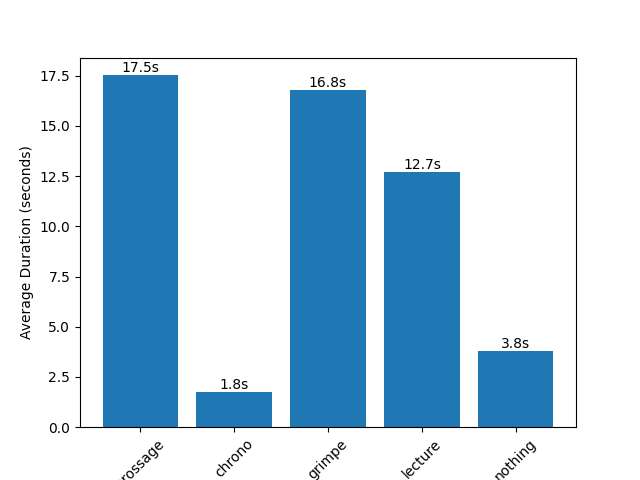 17.5s
1.8s
16.8s
12.7s
3.8s
17.5
15.0
12.5
10.0
7.5
5.0
2.5
0.0
Average Duration (seconds)
rossage
chrono
grimpe
lecture
nothing